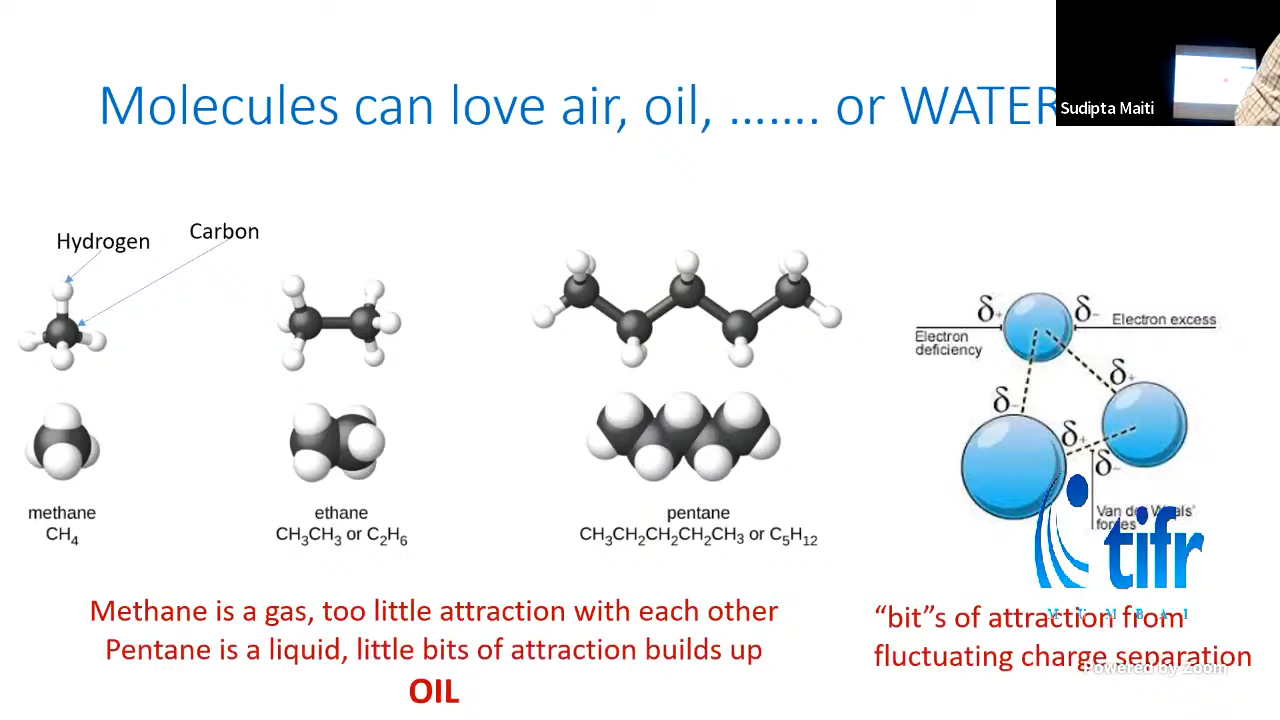 Molecules can love air, oil, ……. or WATER
Sudipta Maiti
Hydrogen
Carbon
δ+
δ-
Electron excess
Electron
deficiency
δ+
δ-
δ+
δ-
Van der Waals'
forces
methane
CH4
ethane
CH3CH3 or C2H6
pentane
CH3CH2CH2CH2CH3 or C5H12
tifr
MUMBAI
Methane is a gas, too little attraction with each other
Pentane is a liquid, little bits of attraction builds up
OIL
“bit”s of attraction from
fluctuating charge separation
Powered by Zoom